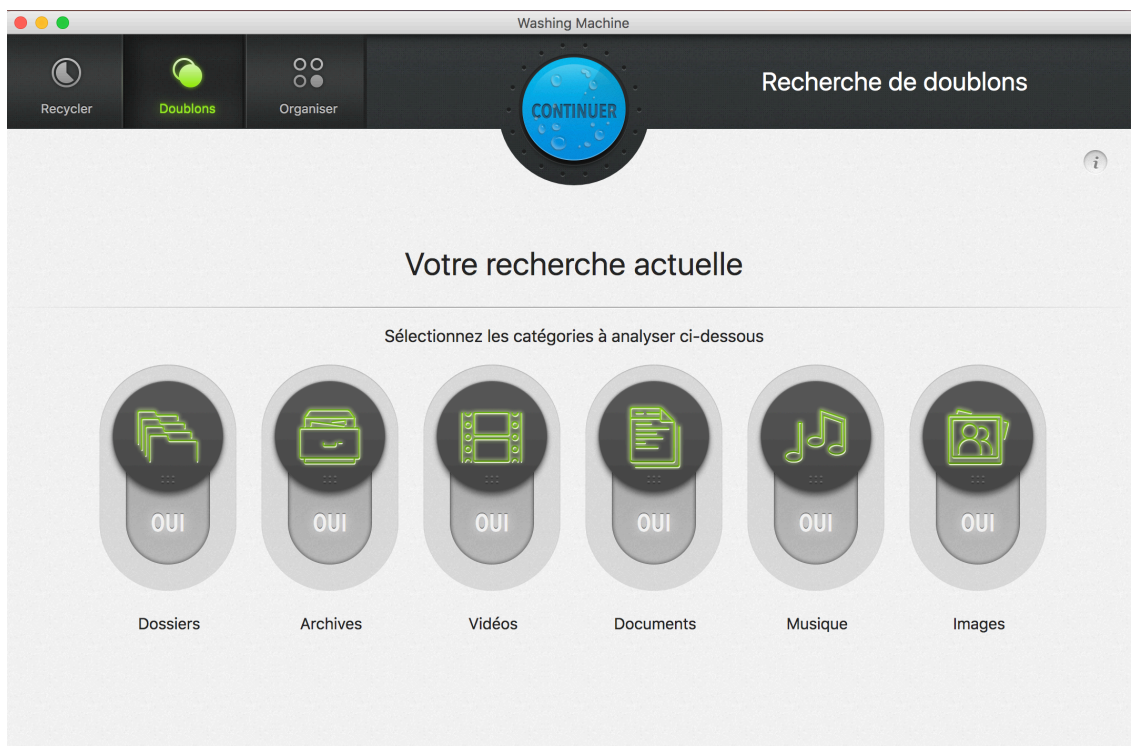 Washing Machine
Recycler
Doublons
Organiser
CONTINUER
Recherche de doublons
i
Votre recherche actuelle
Sélectionnez les catégories à analyser ci-dessous
OUI OUI OUI OUI OUI OUI
Dossiers Archives Vidéos Documents Musique Images